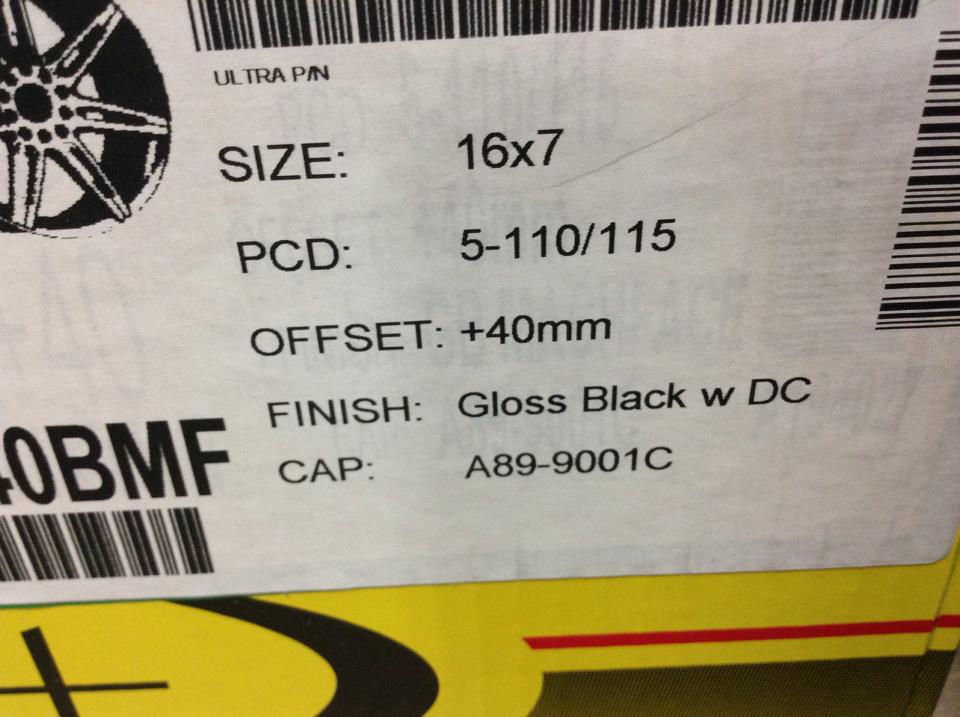 ULTRA P/N
SIZE: 16x7
PCD: 5-110/115
OFFSET: +40mm
FINISH: Gloss Black w DC
CAP: A89-9001C
40BMF